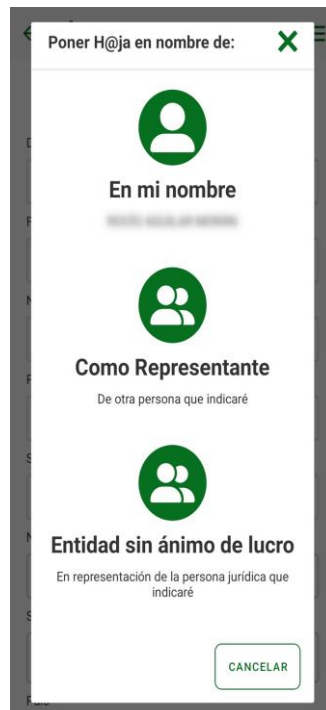 Poner H@ja en nombre de:
En mi nombre
Como Representante
De otra persona que indicaré
Entidad sin ánimo de lucro
En representación de la persona jurídica que
indicaré
CANCELAR
País